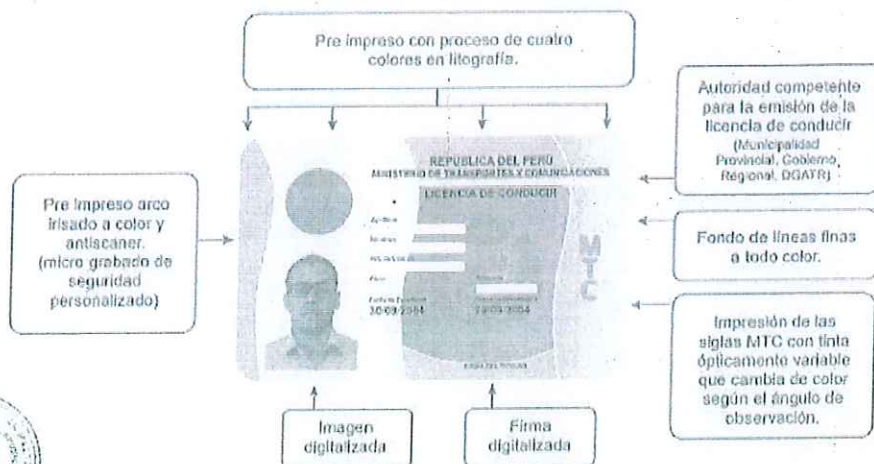 Pre impreso con proceso de cuatro
colores en litografía.
Autoridad competente
para la emisión de la
licencia de conducir
(Municipalidad
Provincial, Gobierno
Regional, DGATR)
Pre impreso arco
irisado a color y
antiscaner.
(micro grabado de
seguridad
personalizado)
REPÚBLICA DEL PERÚ
MINISTERIO DE TRANSPORTES Y COMUNICACIONES
LICENCIA DE CONDUCIR
MTC
30/09/2004
Fondo de líneas finas
a todo color.
Impresión de las
siglas MTC con tinta
ópticamente variable
que cambia de color
según el ángulo de
observación.
Imagen
digitalizada
Firma
digitalizada